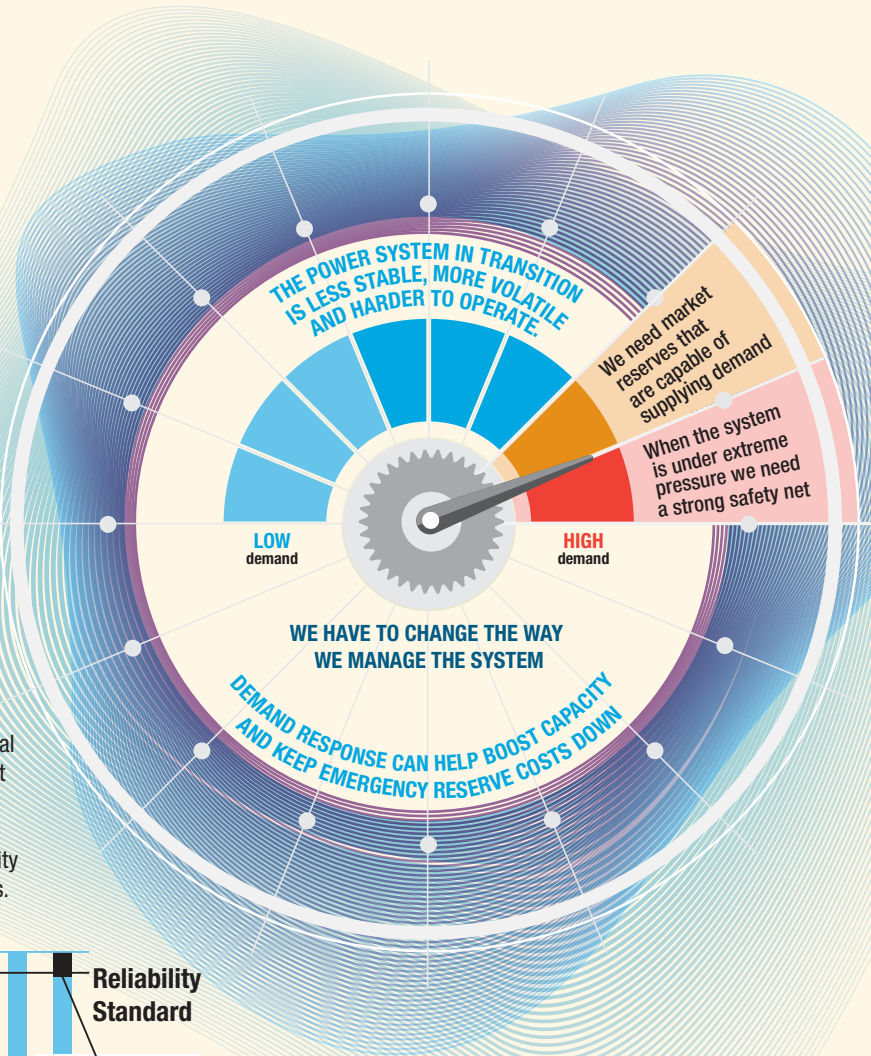 THE POWER SYSTEM IN TRANSITION
IS LESS STABLE, MORE VOLATILE
AND HARDER TO OPERATE.
We need market
reserves that
are capable of
supplying demand
When the system
is under extreme
pressure we need
a strong safety net
LOW
demand
HIGH
demand
WE HAVE TO CHANGE THE WAY
WE MANAGE THE SYSTEM
DEMAND RESPONSE CAN HELP BOOST CAPACITY
AND KEEP EMERGENCY RESERVE COSTS DOWN
al
t
ity
s.
Reliability
Standard